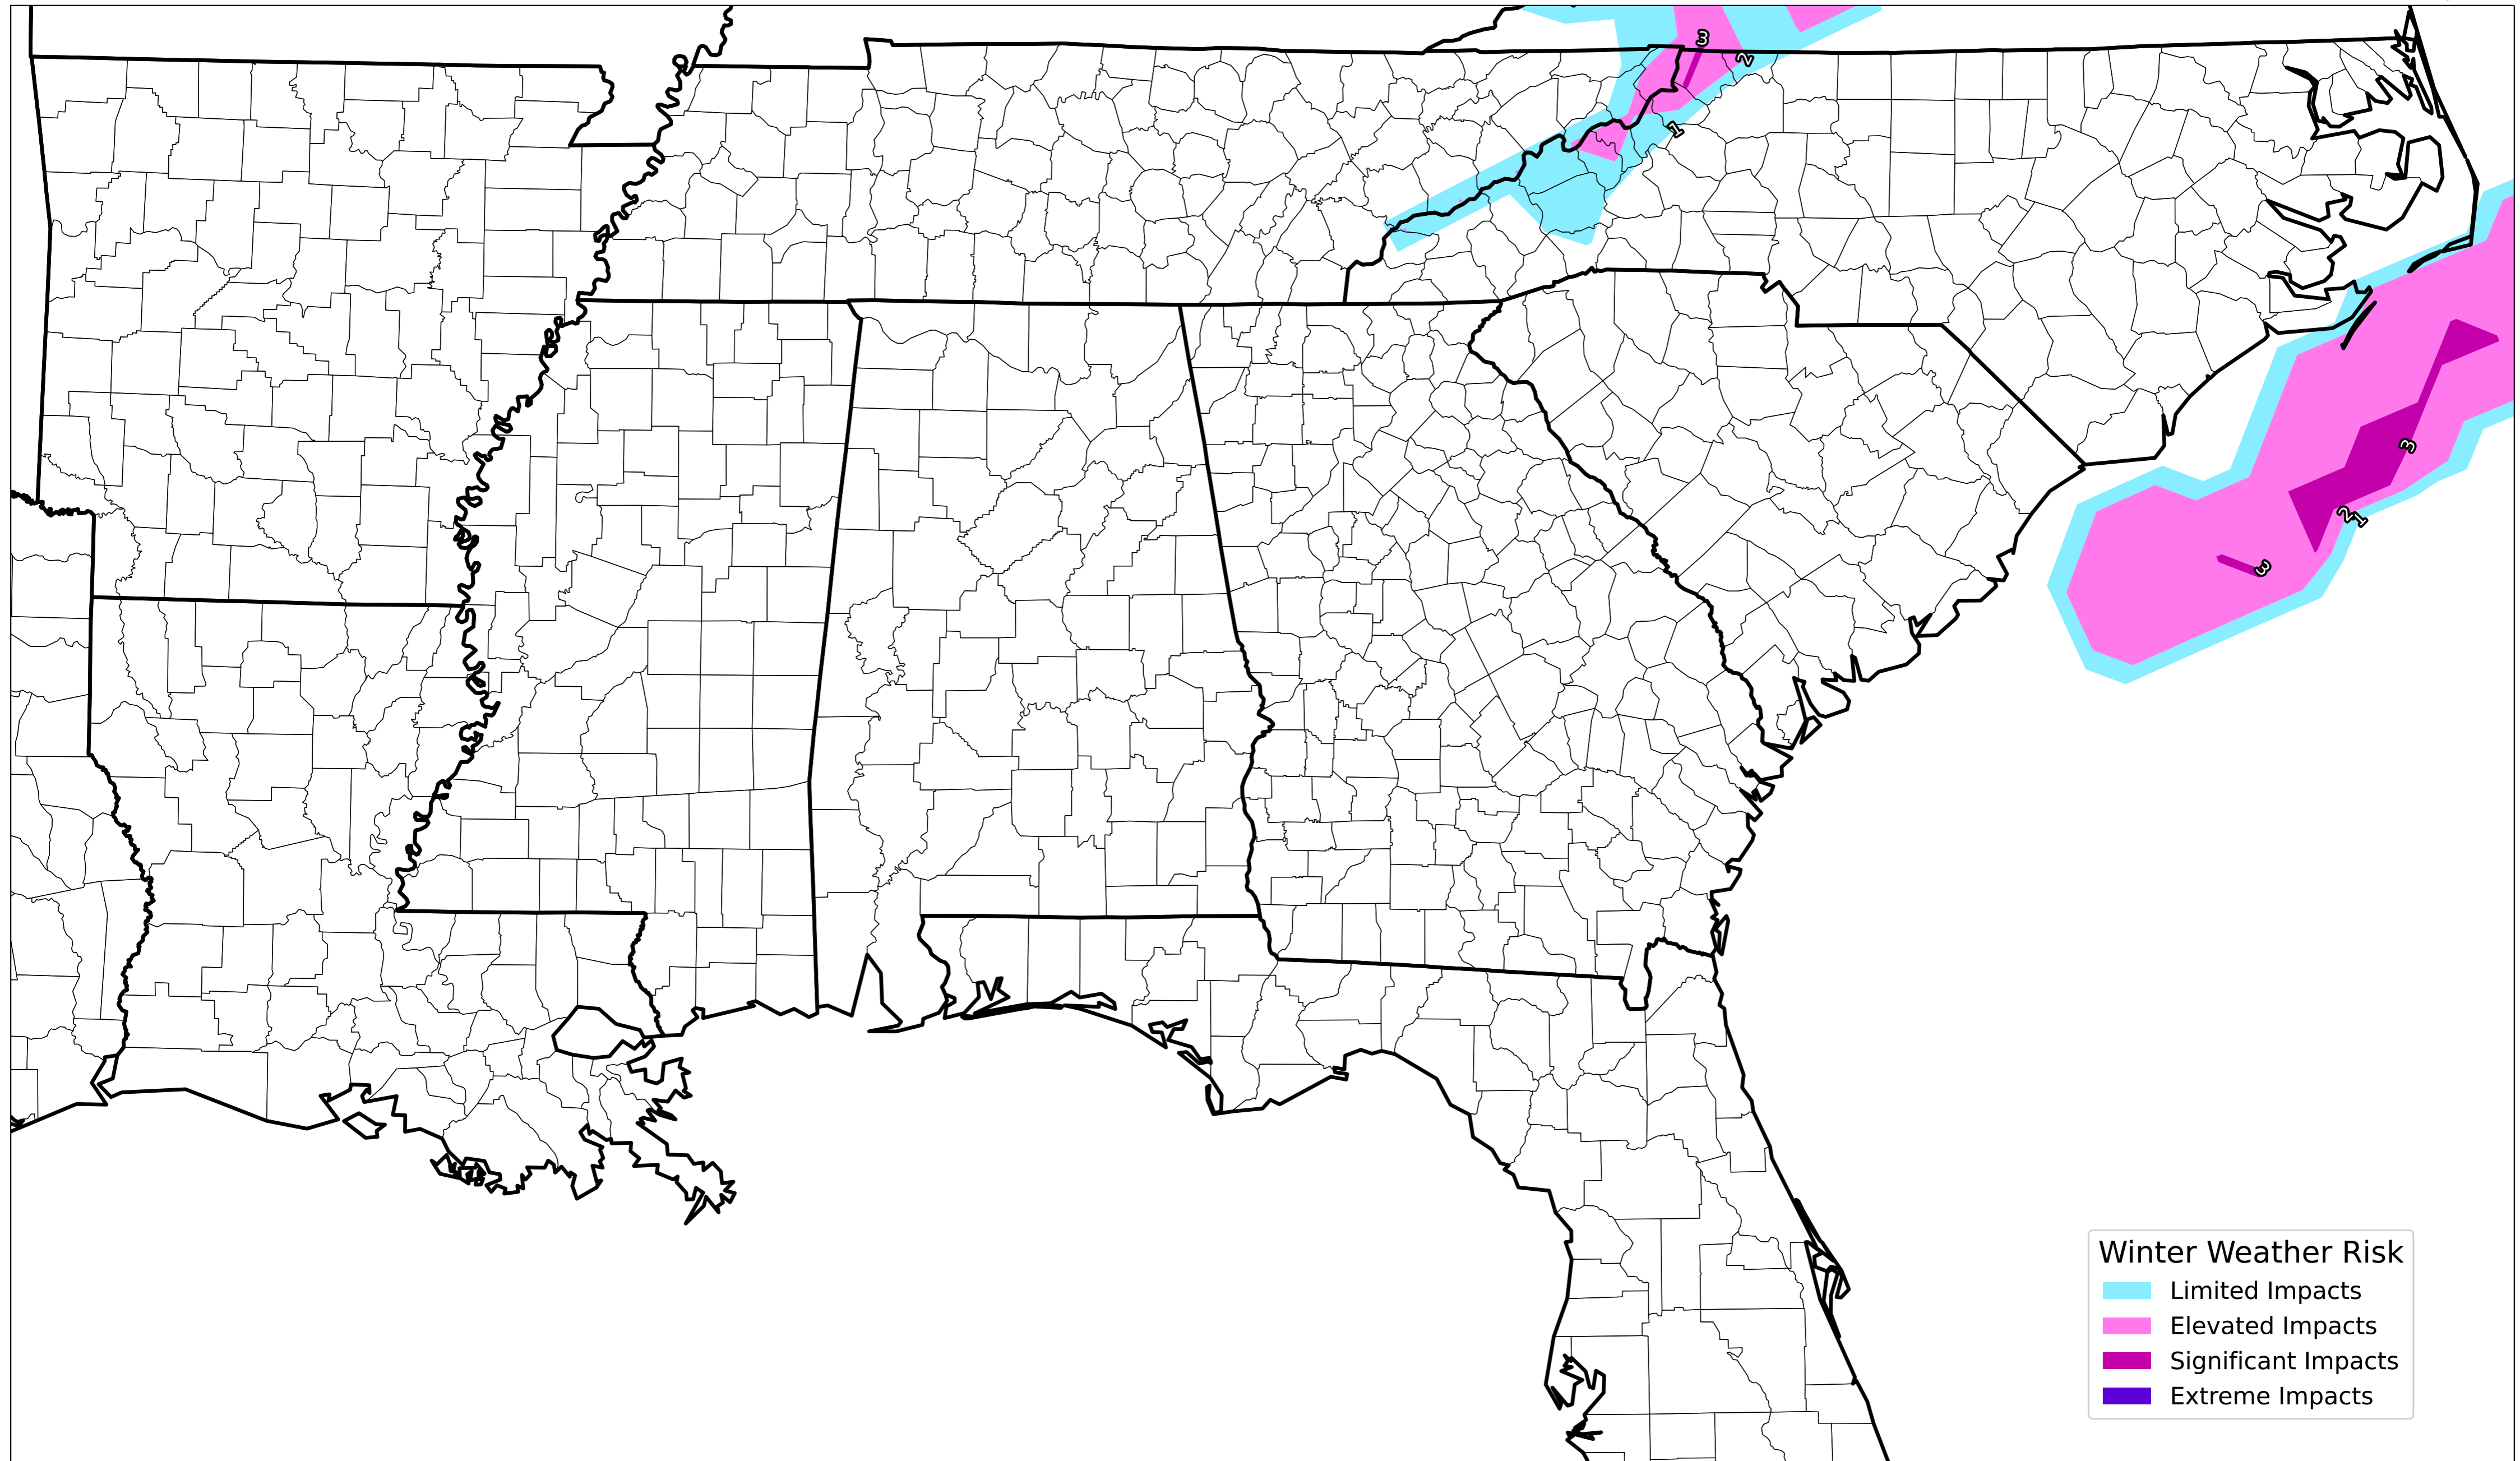 3
2
1
3
2
1
3
Winter Weather Risk
Limited Impacts
Elevated Impacts
Significant Impacts
Extreme Impacts